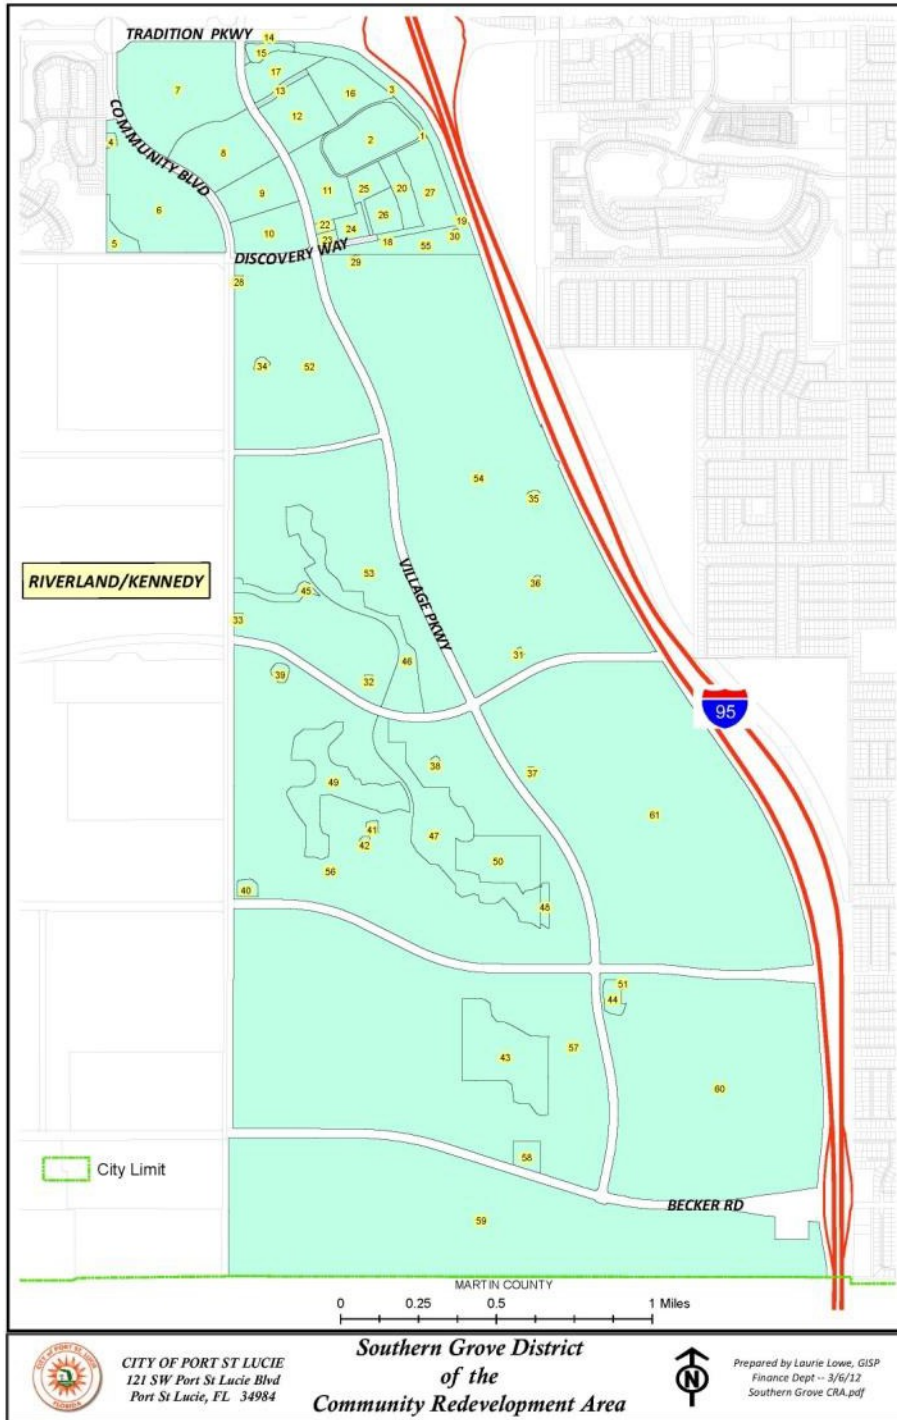 TRADITION PKWY
14
15
17
7
13
16
3
12
COMMUNITY BLVD
4
2
1
8
11
25
20
27
9
6
26
22
24
19
10
23
18
30
5
55
DISCOVERY WAY
29
28
34
52
54
35
RIVERLAND/KENNEDY
53
VILLAGE PKWY
36
45
33
31
46
39
32
95
38
37
49
61
41
47
42
50
56
40
48
51
44
57
43
60
58
City Limit
BECKER RD
59
MARTIN COUNTY
0 0.25 0.5 1 Miles
CITY OF PORT ST LUCIE
FLORIDA
CITY OF PORT ST LUCIE
121 SW Port St Lucie Blvd
Port St Lucie, FL 34984
Southern Grove District
of the
Community Redevelopment Area
N
Prepared by Laurie Lowe, GISP
Finance Dept -- 3/6/12
Southern Grove CRA.pdf